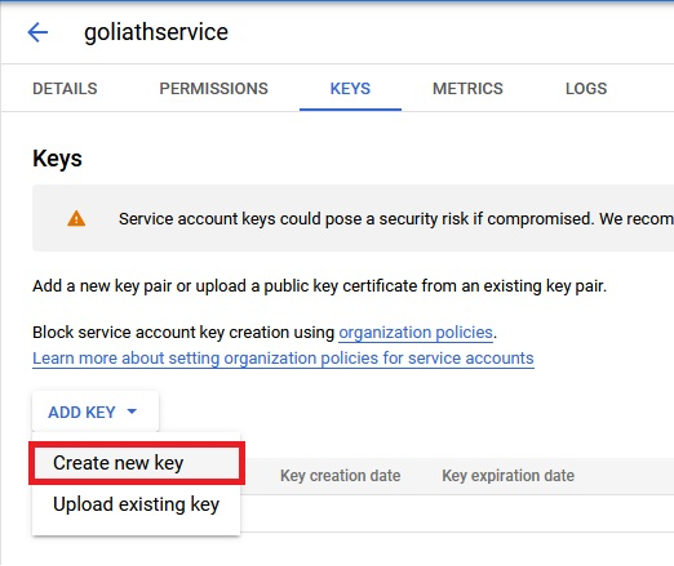 goliathservice
DETAILS PERMISSIONS KEYS METRICS LOGS
Keys
Service account keys could pose a security risk if compromised. We recom
Add a new key pair or upload a public key certificate from an existing key pair.
Block service account key creation using organization policies.
Learn more about setting organization policies for service accounts
ADD KEY
Create new key
Key creation date Key expiration date
Upload existing key